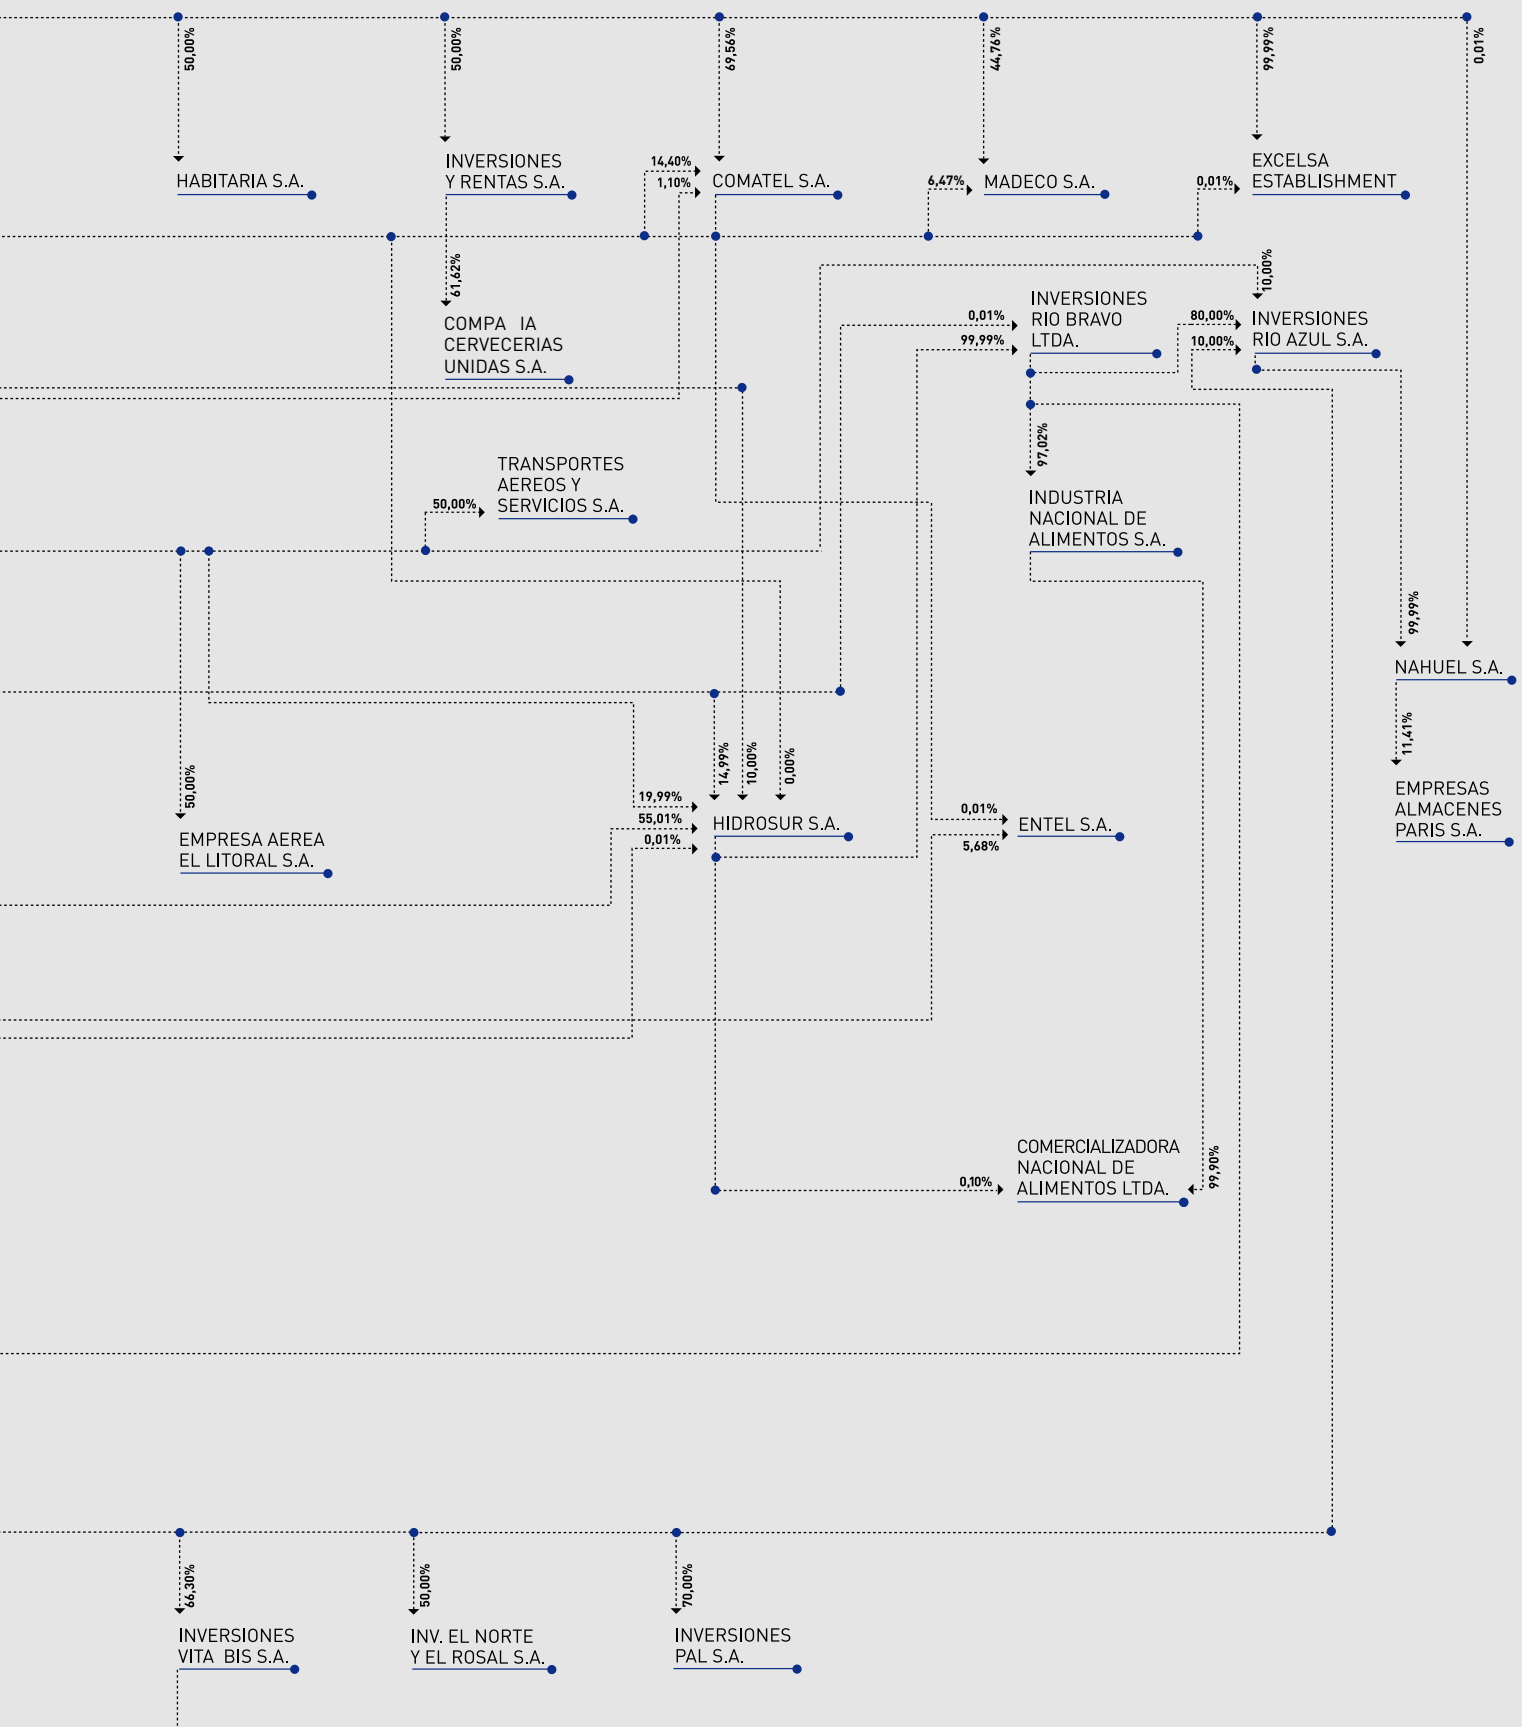 50,00%
50,00%
69,56%
44,76%
99,99%
0,01%
HABITARIA S.A.
INVERSIONES
Y RENTAS S.A.
14,40%
1,10%
COMATEL S.A.
6,47%
MADECO S.A.
0,01%
EXCELSA
ESTABLISHMENT
61,62%
COMPA IA
CERVECERIAS
UNIDAS S.A.
0,01%
99,99%
INVERSIONES
RIO BRAVO
LTDA.
10,00%
80,00%
10,00%
INVERSIONES
RIO AZUL S.A.
97,02%
50,00%
TRANSPORTES
AEREOS Y
SERVICIOS S.A.
INDUSTRIA
NACIONAL DE
ALIMENTOS S.A.
99,99%
NAHUEL S.A.
11,41%
EMPRESAS
ALMACENES
PARIS S.A.
50,00%
EMPRESA AEREA
EL LITORAL S.A.
14,99%
10,00%
0,00%
19,99%
55,01%
0,01%
HIDROSUR S.A.
0,01%
5,68%
ENTEL S.A.
0,10%
COMERCIALIZADORA
NACIONAL DE
ALIMENTOS LTDA.
99,90%
66,30%
50,00%
70,00%
INVERSIONES
VITA BIS S.A.
INV. EL NORTE
Y EL ROSAL S.A.
INVERSIONES
PAL S.A.